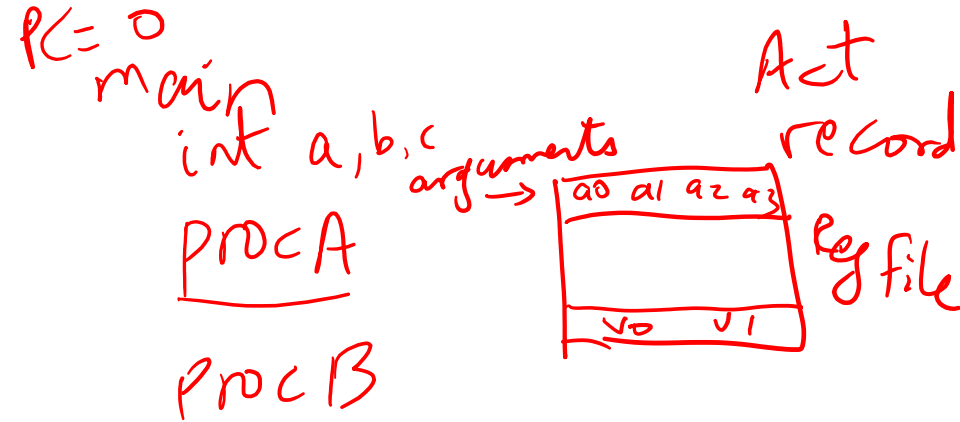 PC = 0
main
int a, b, c
arguments →
procA
procB
Act
record
a0 a1 a2 a3
Reg file
v0 v1